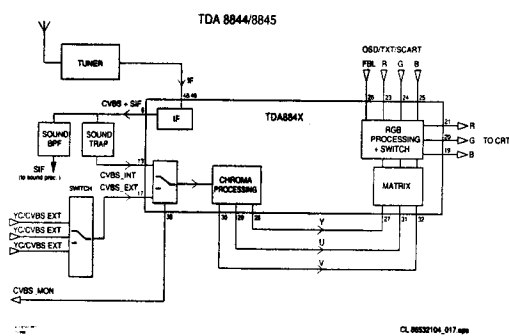 TDA 8844/8845
OSD/TXT/SCART
FBL R G B
TUNER
IF
48 49
26 23 24 25
CVBS + SIF
6
TDA884X
IF
SOUND BPF
SOUND TRAP
RGB PROCESSING + SWITCH
21 R
20 G TO CRT
19 B
SIF
(to sound proc.)
13
CVBS_INT
CHROMA PROCESSING
MATRIX
SWITCH
CVBS_EXT
17
38
30 29 28
27 31 32
YC/CVBS EXT
YC/CVBS EXT
YC/CVBS EXT
Y
U
V
CVBS_MON
CL 86532104_017.eps